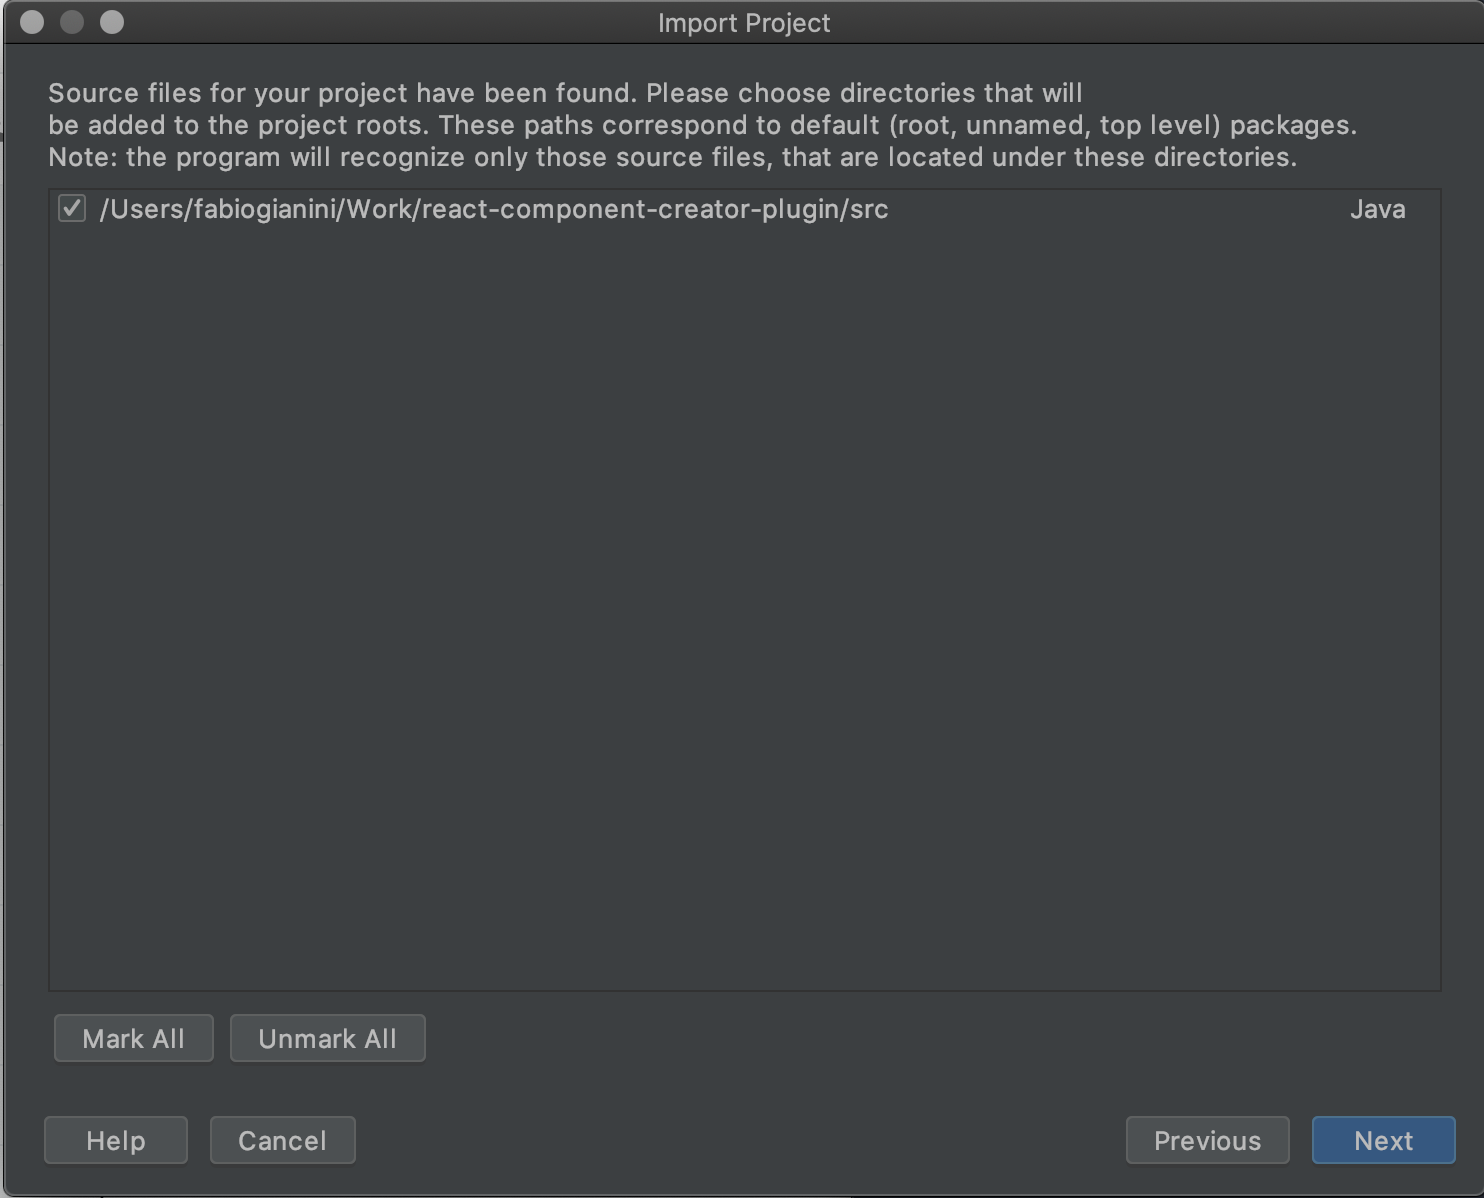 Import Project
Source files for your project have been found. Please choose directories that will
be added to the project roots. These paths correspond to default (root, unnamed, top level) packages.
Note: the program will recognize only those source files, that are located under these directories.
/Users/fabiogianini/Work/react-component-creator-plugin/src Java
Mark All Unmark All
Help Cancel Previous Next